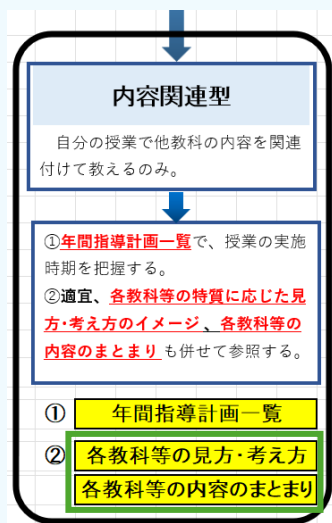 内容関連型
自分の授業で他教科の内容を関連
付けて教えるのみ。
①年間指導計画一覧で、授業の実施
時期を把握する。
②適宜、各教科等の特質に応じた見
方・考え方のイメージ、各教科等の
内容のまとまり も併せて参照する。
① 年間指導計画一覧
② 各教科等の見方・考え方
各教科等の内容のまとまり